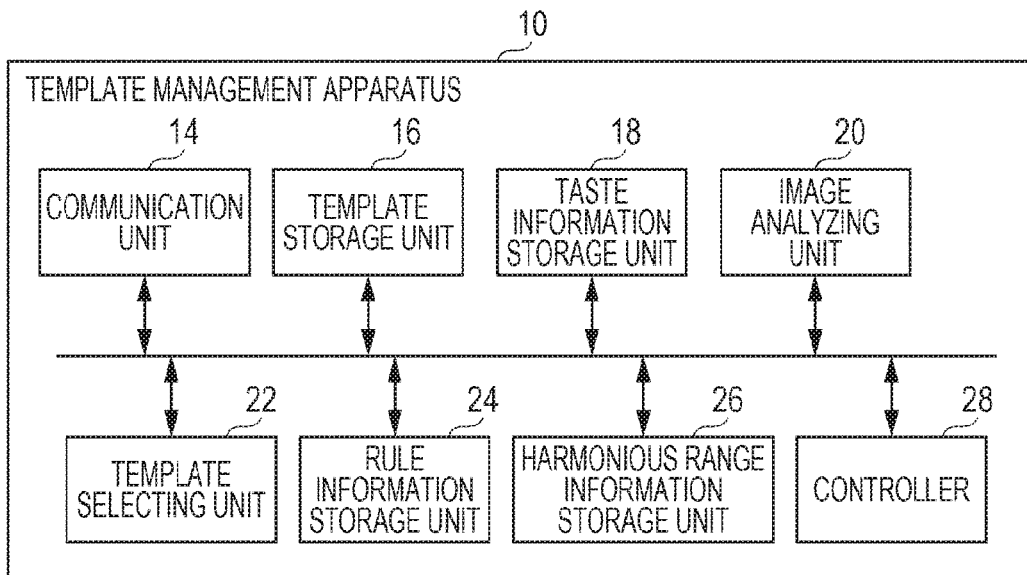 10
TEMPLATE MANAGEMENT APPARATUS
14
COMMUNICATION
UNIT
16
TEMPLATE
STORAGE UNIT
18
TASTE
INFORMATION
STORAGE UNIT
20
IMAGE
ANALYZING
UNIT
22
TEMPLATE
SELECTING UNIT
24
RULE
INFORMATION
STORAGE UNIT
26
HARMONIOUS RANGE
INFORMATION
STORAGE UNIT
28
CONTROLLER